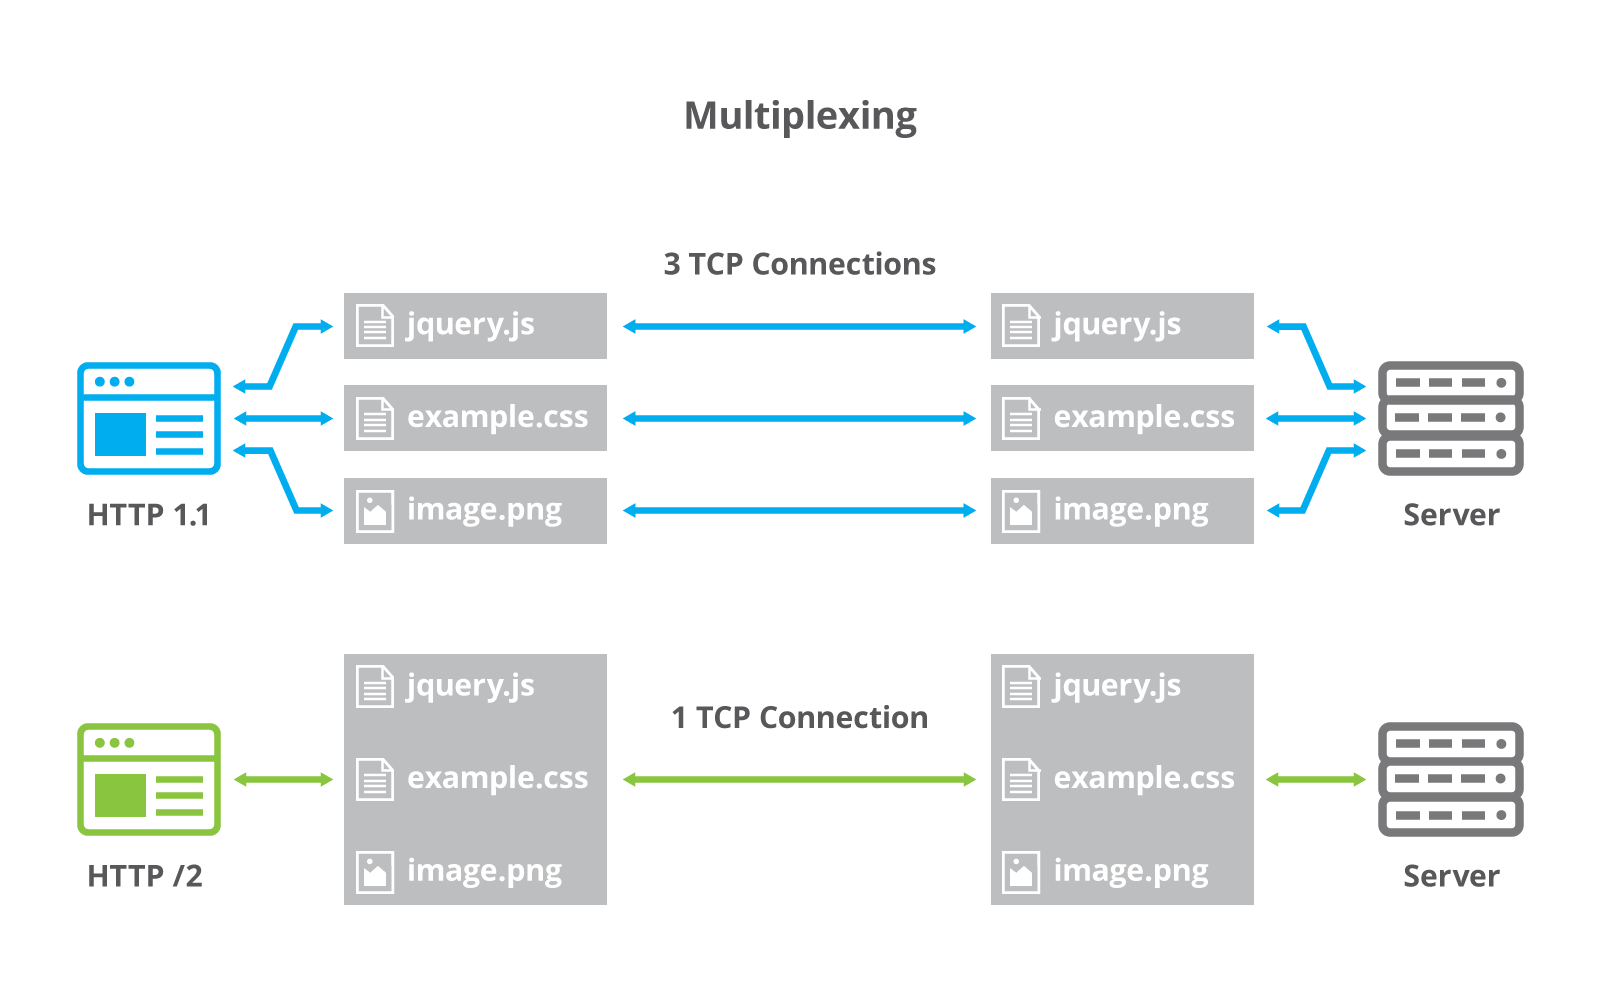 Multiplexing
3 TCP Connections
jquery.js
jquery.js
example.css
example.css
image.png
image.png
HTTP 1.1
Server
1 TCP Connection
jquery.js
jquery.js
example.css
example.css
image.png
image.png
HTTP /2
Server